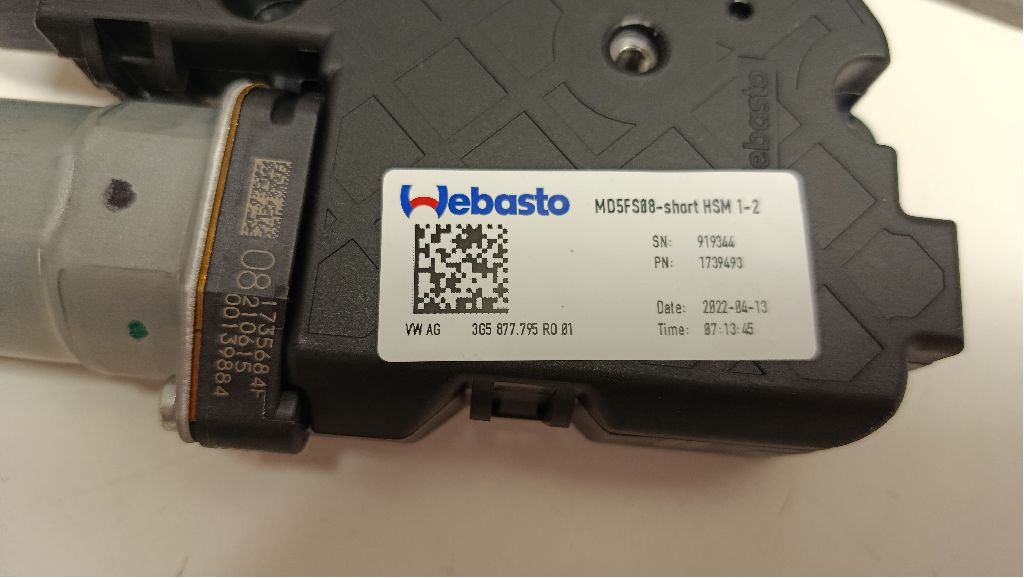 Webasto
Webasto MD5FS08-short HSM 1-2
SN: 919344
PN: 1739493
Date: 2022-04-13
VW AG 3G5 877.795 RO 01
Time: 07:13:45
08
1735684F
210615
00139884